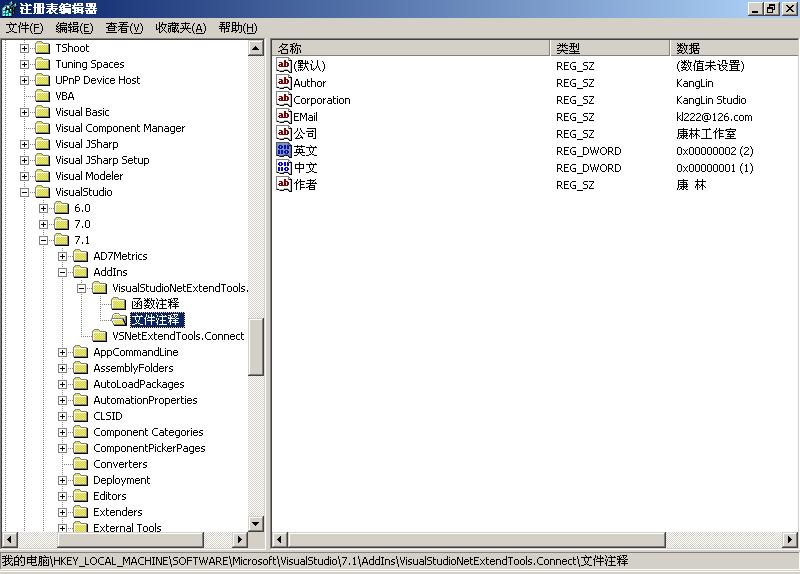 注册表编辑器
文件(F) 编辑(E) 查看(V) 收藏夹(A) 帮助(H)
TShoot
Tuning Spaces
UPnP Device Host
VBA
Visual Basic
Visual Component Manager
Visual JSharp
Visual JSharp Setup
Visual Modeler
VisualStudio
6.0
7.0
7.1
AD7Metrics
AddIns
VisualStudioNetExtendTools.
函数注释
文件注释
VSNetExtendTools.Connect
AppCommandLine
AssemblyFolders
AutoLoadPackages
AutomationProperties
CLSID
Component Categories
ComponentPickerPages
Converters
Deployment
Editors
Extenders
External Tools
名称 类型 数据
(默认) REG_SZ (数值未设置)
Author REG_SZ KangLin
Corporation REG_SZ KangLin Studio
EMail REG_SZ kl222@126.com
公司 REG_SZ 康林工作室
英文 REG_DWORD 0x00000002 (2)
中文 REG_DWORD 0x00000001 (1)
作者 REG_SZ 康 林
我的电脑\HKEY_LOCAL_MACHINE\SOFTWARE\Microsoft\VisualStudio\7.1\AddIns\VisualStudioNetExtendTools.Connect\文件注释